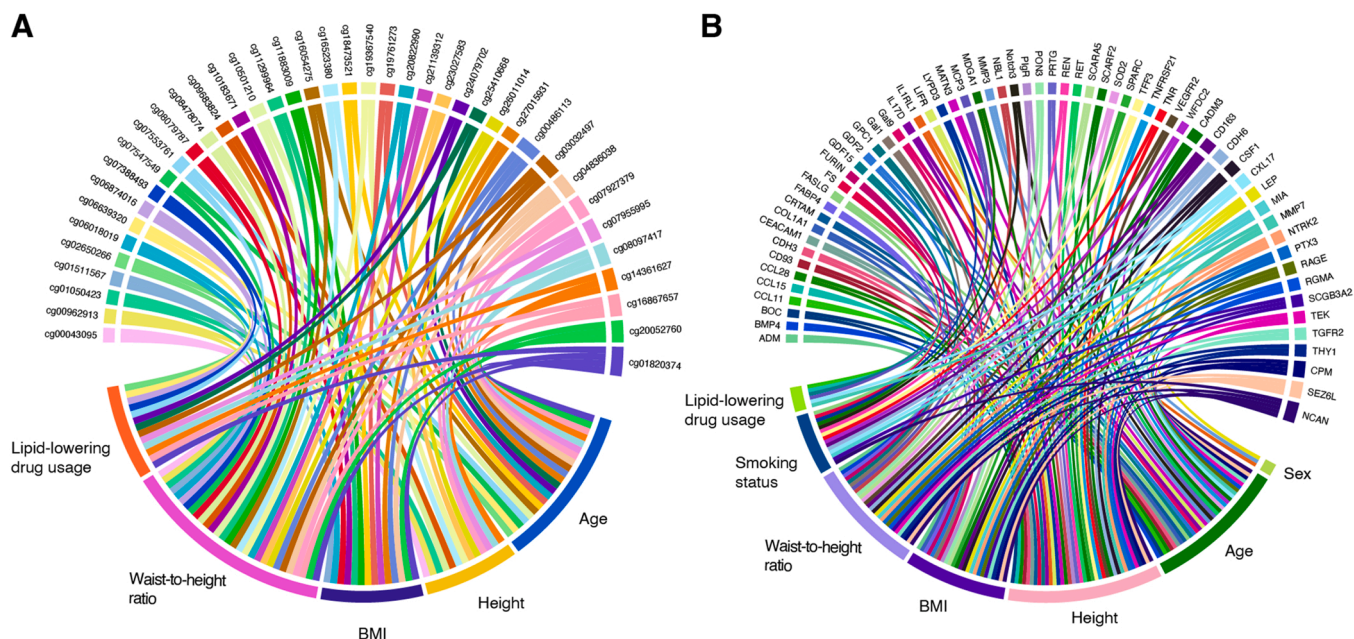 A
cg00043095
cg00962913
cg01050423
cg01511567
cg02650266
cg06018019
cg06639320
cg06874016
cg07388493
cg07547549
cg07553761
cg08079787
cg08478074
cg09683824
cg10183671
cg10501210
cg11299964
cg11883009
cg16054275
cg16523380
cg18473521
cg19367540
cg19761273
cg20822990
cg21139312
cg23027583
cg24079702
cg25410668
cg26011014
cg27015931
cg00486113
cg03032497
cg04836038
cg07927379
cg07955995
cg08097417
cg14361627
cg16867657
cg20052760
cg01820374
Lipid-lowering
drug usage
Waist-to-height
ratio
BMI
Height
Age
B
ADM
BMP4
BOC
CCL11
CCL15
CCL28
CD93
CDH3
CEACAM1
COL1A1
CRTAM
FABP4
FASLG
FS
FURIN
GDF15
GDF2
GPC1
Gal1
Gal9
IL17D
IL1RL1
LIFR
LYPD3
MATN3
MCP3
MDGA1
MMP3
NBL1
Notch3
PIgR
PON3
PRTG
REN
RET
SCARA5
SCARF2
SOD2
SPARC
TFF3
TNFRSF21
TNR
VEGFR2
WFDC2
CADM3
CD163
CDH6
CSF1
CXL17
LEP
MIA
MMP7
NTRK2
PTX3
RAGE
RGMA
SCGB3A2
TEK
TGFR2
THY1
CPM
SEZ6L
NCAN
Lipid-lowering
drug usage
Smoking
status
Waist-to-height
ratio
BMI
Height
Age
Sex